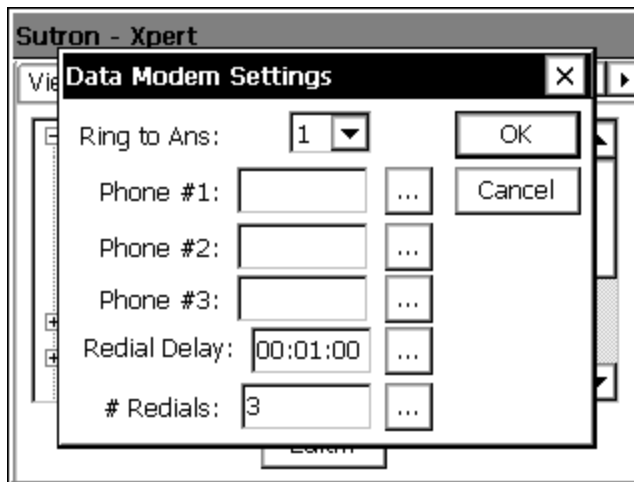 Sutron - Xpert
Data Modem Settings
Ring to Ans: 1 OK
Phone #1: ... Cancel
Phone #2: ...
Phone #3: ...
Redial Delay: 00:01:00 ...
# Redials: 3 ...